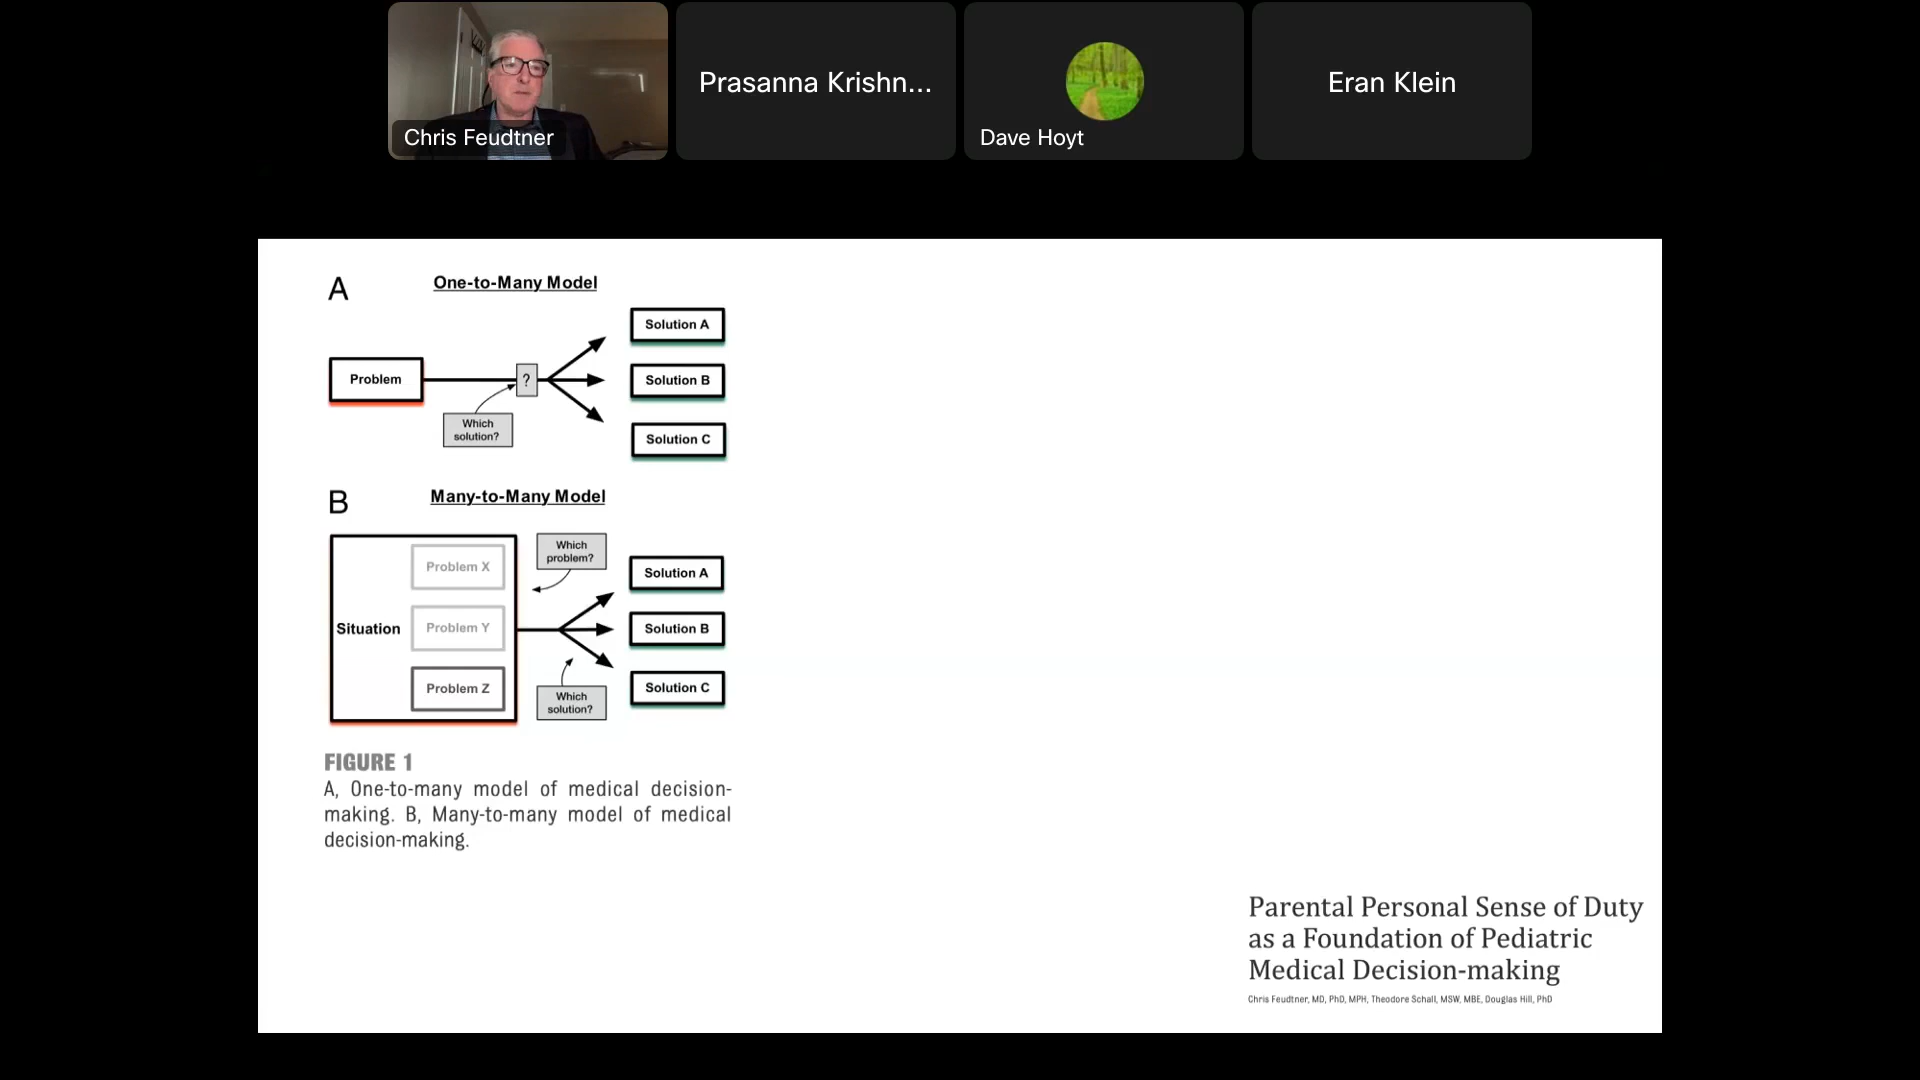 Chris Feudtner
Prasanna Krishn...
Dave Hoyt
Eran Klein
A
One-to-Many Model
Problem
?
Which
solution?
Solution A
Solution B
Solution C
B
Many-to-Many Model
Situation
Problem X
Problem Y
Problem Z
Which
problem?
Which
solution?
Solution A
Solution B
Solution C
FIGURE 1
A, One-to-many model of medical decision-
making. B, Many-to-many model of medical
decision-making.
Parental Personal Sense of Duty
as a Foundation of Pediatric
Medical Decision-making
Chris Feudtner, MD, PhD, MPH, Theodore Schall, MSW, MBE, Douglas Hill, PhD